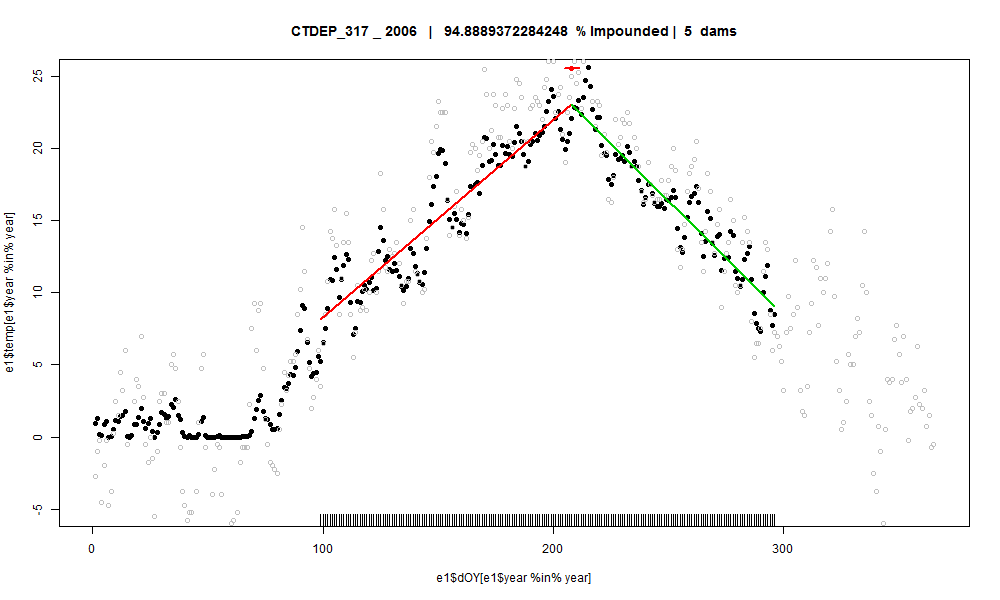 CTDEP_317 _ 2006 | 94.8889372284248 % Impounded | 5 dams
25
20
15
10
5
0
-5
e1$temp[e1$year %in% year]
0 100 200 300
e1$dOY[e1$year %in% year]